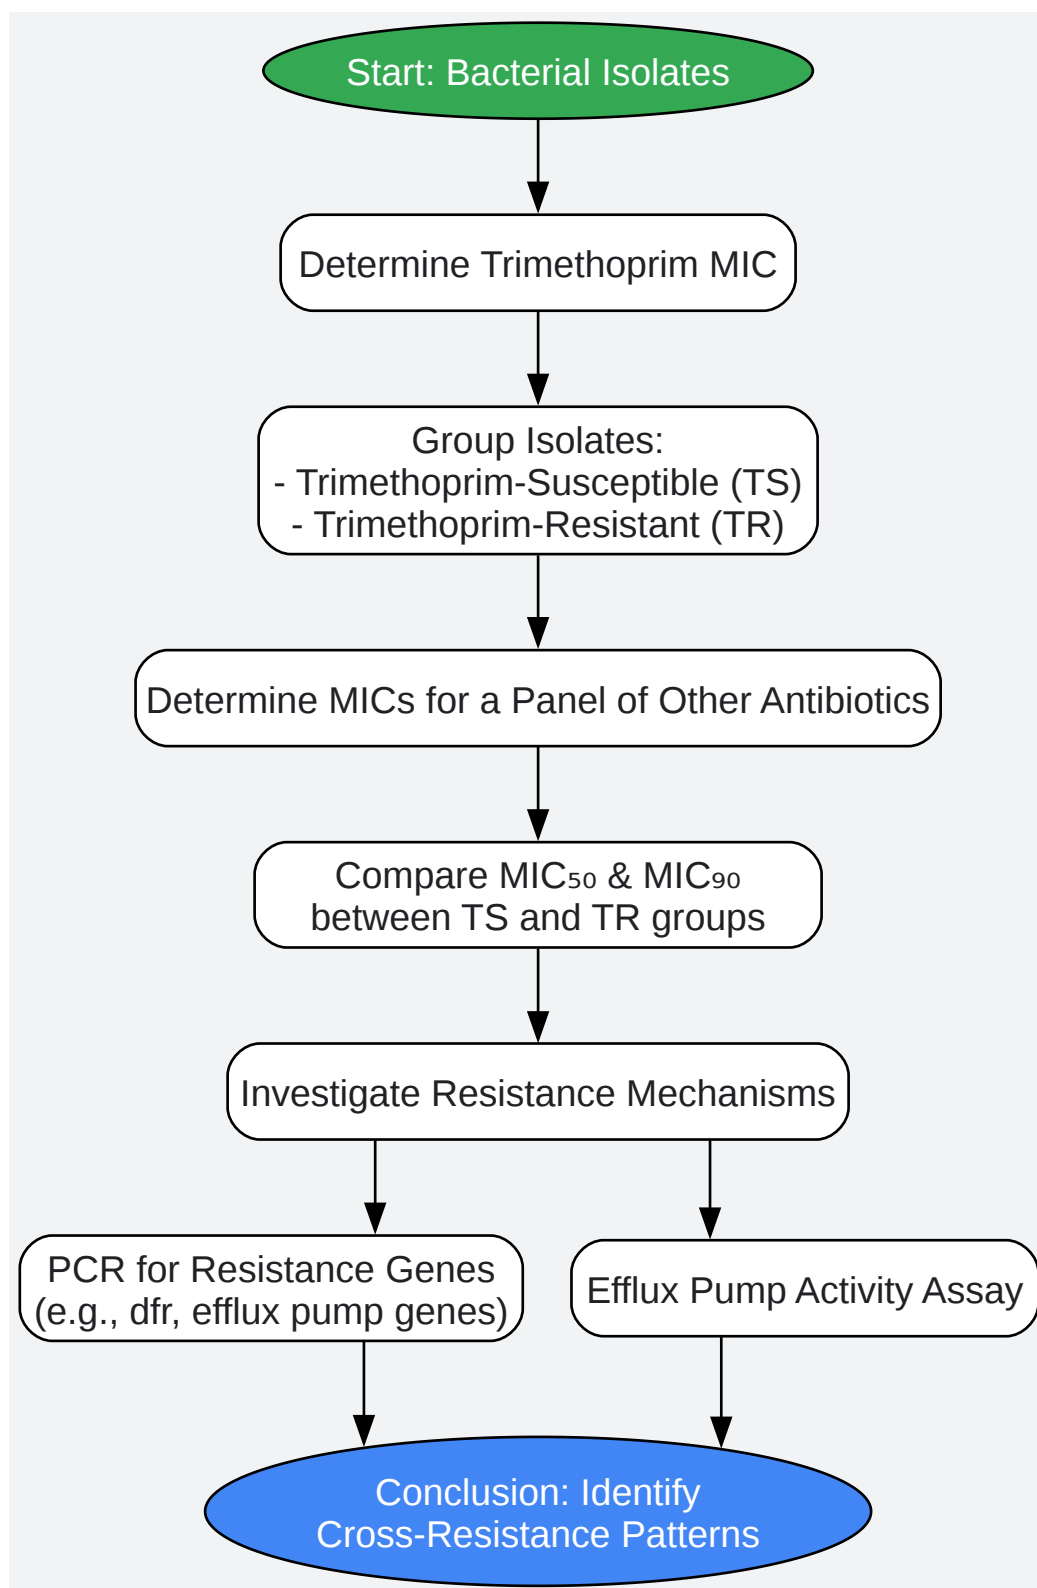 Start: Bacterial Isolates
Determine Trimethoprim MIC
Group Isolates:
- Trimethoprim-Susceptible (TS)
- Trimethoprim-Resistant (TR)
Determine MICs for a Panel of Other Antibiotics
Compare MIC₅₀ & MIC₉₀
between TS and TR groups
Investigate Resistance Mechanisms
PCR for Resistance Genes
(e.g., dfr, efflux pump genes)
Efflux Pump Activity Assay
Conclusion: Identify
Cross-Resistance Patterns